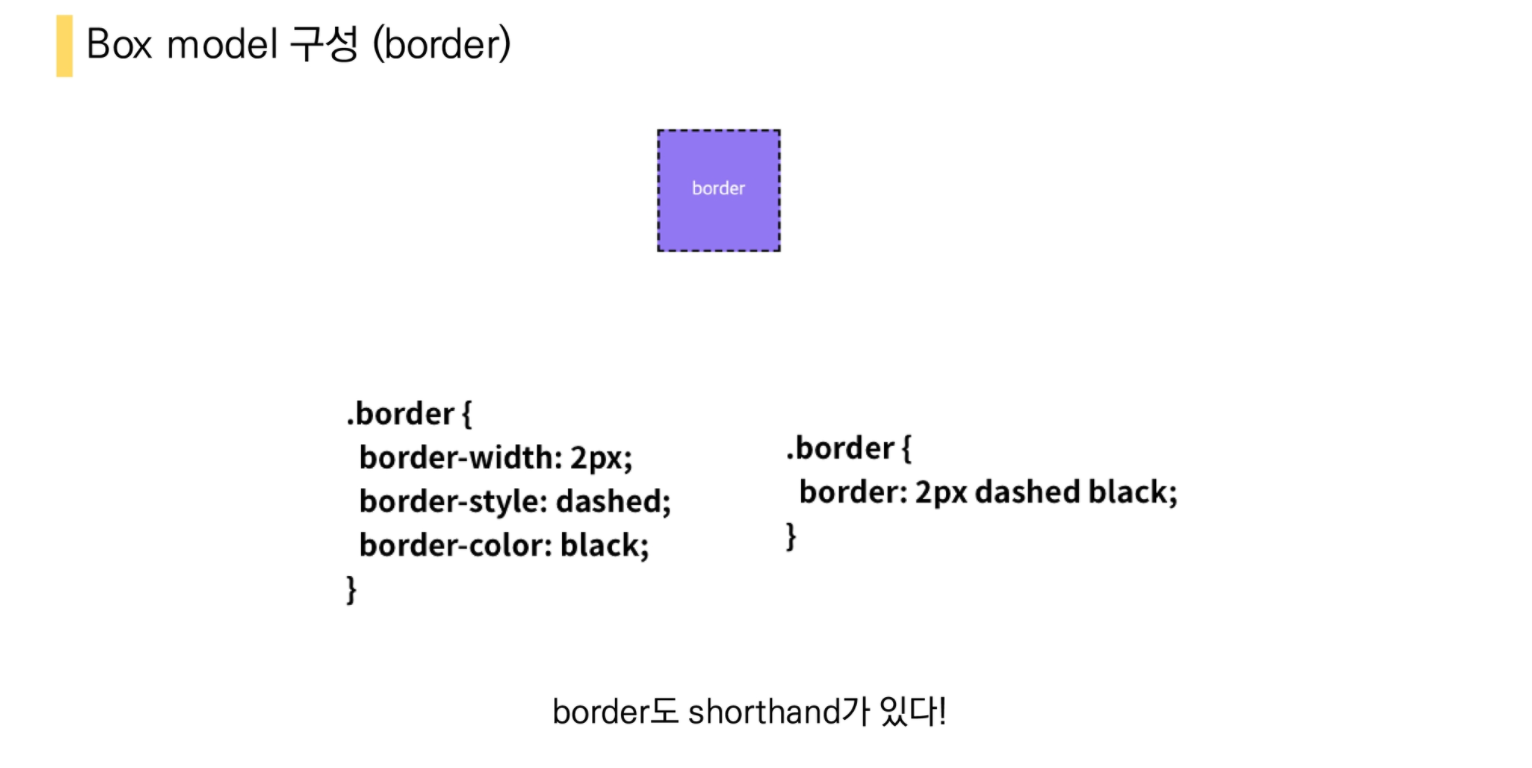 Box model 구성 (border)
border
.border {
border-width: 2px;
border-style: dashed;
border-color: black;
}
.border {
border: 2px dashed black;
}
border도 shorthand가 있다!